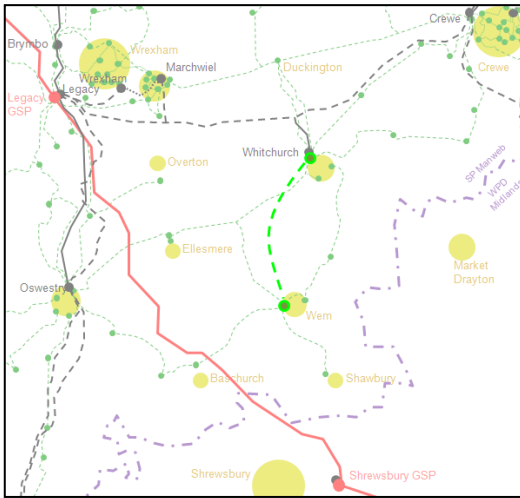 Crewe
Brymbo
Wrexham
Marchwiel
Duckington
Crewe
Wrexham
Legacy
Legacy
GSP
Whitchurch
SP Manweb
WPD
Midlands
Overton
Ellesmere
Market
Drayton
Oswestry
Wem
Baschurch
Shawbury
Shrewsbury
Shrewsbury GSP